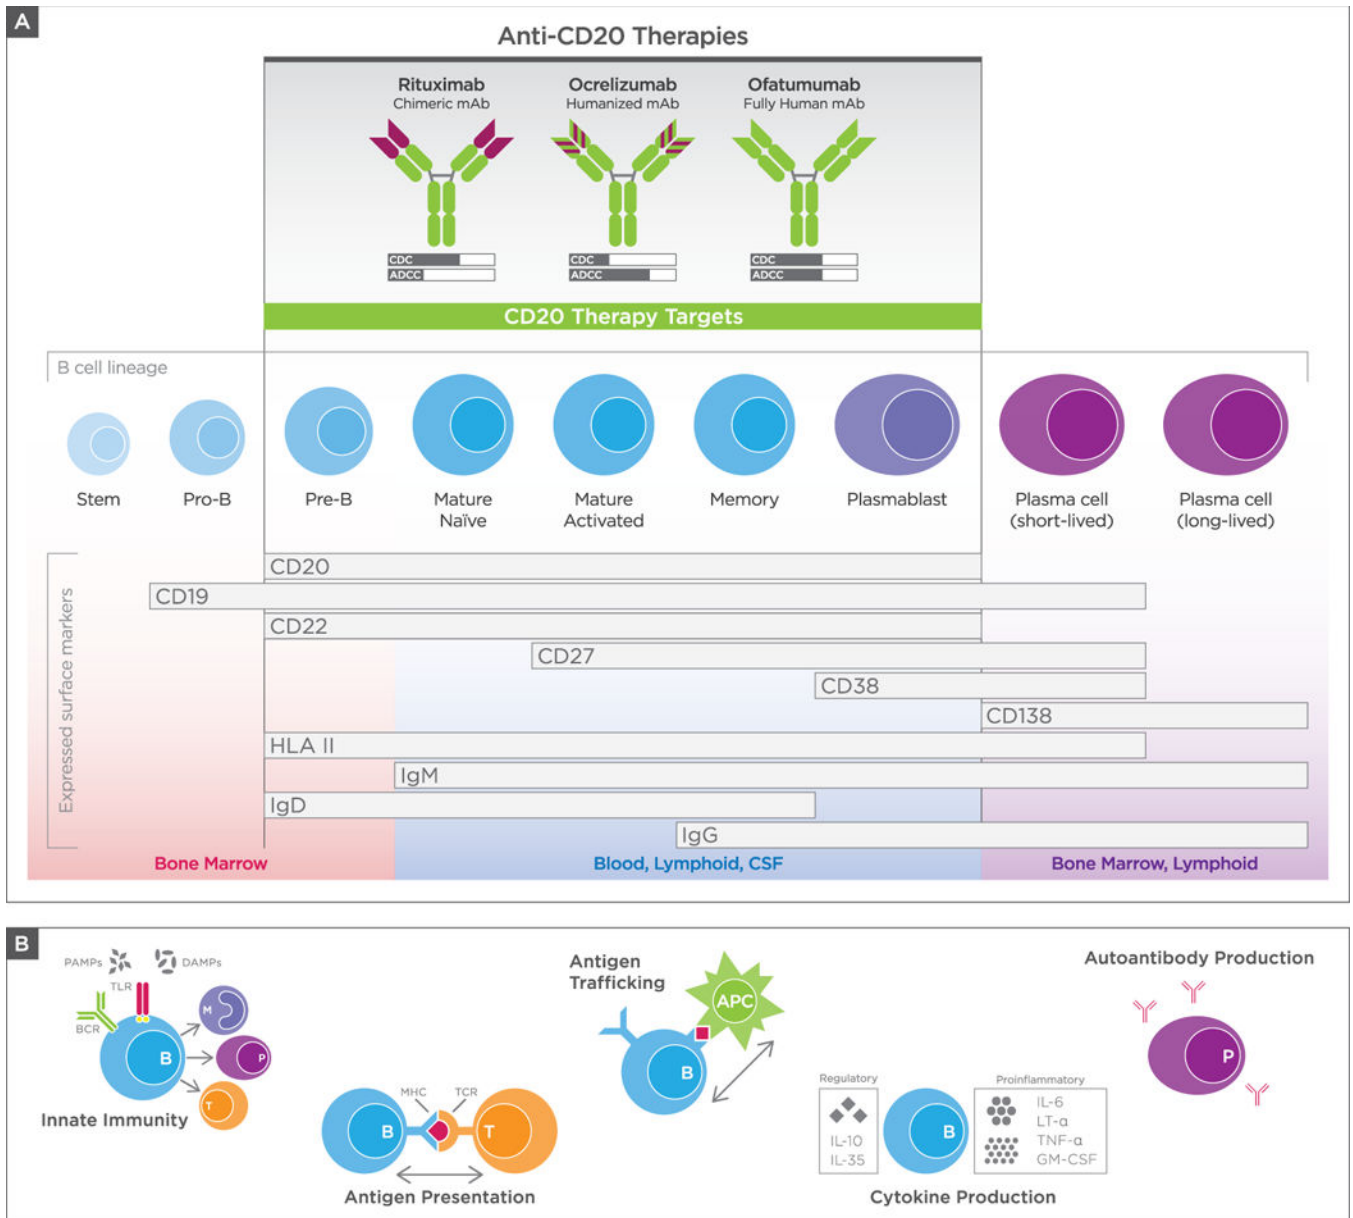 A
Anti-CD20 Therapies
Rituximab
Chimeric mAb
Ocrelizumab
Humanized mAb
Ofatumumab
Fully Human mAb
CDC
ADCC
CDC
ADCC
CDC
ADCC
CD20 Therapy Targets
B cell lineage
Stem
Pro-B
Pre-B
Mature
Naïve
Mature
Activated
Memory
Plasmablast
Plasma cell
(short-lived)
Plasma cell
(long-lived)
Expressed surface markers
CD20
CD19
CD22
CD27
CD38
CD138
HLA II
IgM
IgD
IgG
Bone Marrow
Blood, Lymphoid, CSF
Bone Marrow, Lymphoid
B
PAMPs
DAMPs
TLR
BCR
B
M
P
T
Innate Immunity
MHC
TCR
B
T
Antigen Presentation
Antigen
Trafficking
APC
B
Regulatory
IL-10
IL-35
B
Proinflammatory
IL-6
LT-α
TNF-α
GM-CSF
Cytokine Production
Autoantibody Production
P